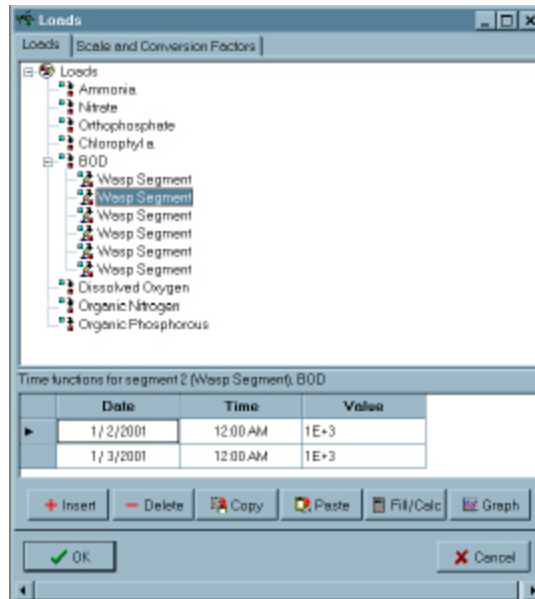 Loads
Loads Scale and Conversion Factors
Loads
Ammonia
Nitrate
Orthophosphate
Chlorophyl a
BOD
Wasp Segment
Wasp Segment
Wasp Segment
Wasp Segment
Wasp Segment
Wasp Segment
Dissolved Oxygen
Organic Nitrogen
Organic Phosphorous
Time functions for segment 2 (Wasp Segment), BOD
Date Time Value
1/ 2/2001 12:00 AM 1E+3
1/ 3/2001 12:00 AM 1E+3
Insert Delete Copy Paste Fill/Calc Graph
OK Cancel